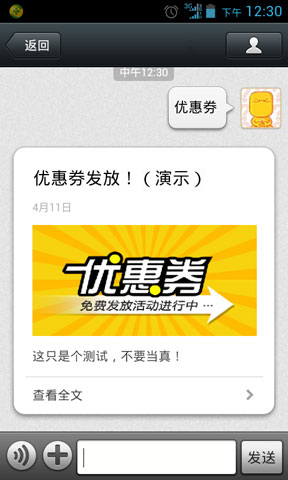 3G
下午 12:30
返回
中午12:30
优惠券
优惠券发放！（演示）
4月11日
优惠券
免费发放活动进行中 ···
这只是个测试，不要当真！
查看全文
发送